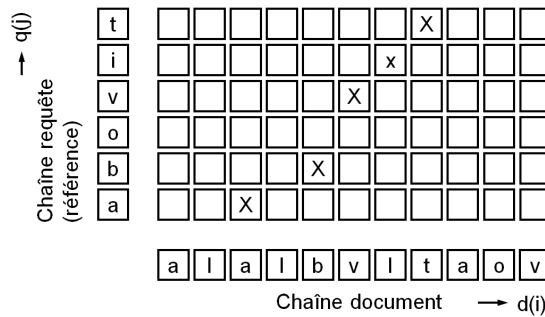 q(j)
Chaîne requête
(référence)
t X
i x
v X
o
b X
a X
a l a l b v l t a o v
Chaîne document → d(i)